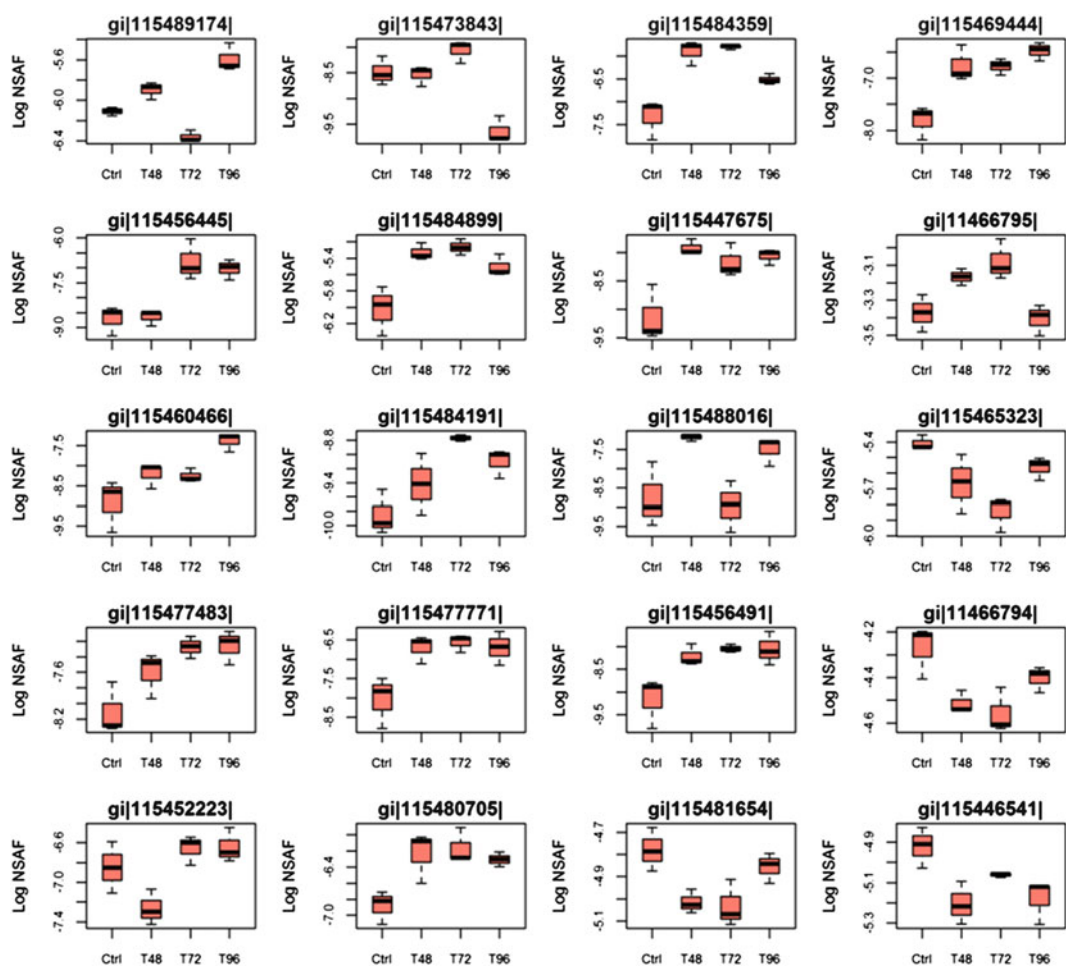 gi|115489174| gi|115473843| gi|115484359| gi|115469444|
Log NSAF -5.6 -6.0 -6.4 Log NSAF -8.5 -9.5 Log NSAF -6.5 -7.5 Log NSAF -7.0 -8.0
Ctrl T48 T72 T96 Ctrl T48 T72 T96 Ctrl T48 T72 T96 Ctrl T48 T72 T96
gi|115456445| gi|115484899| gi|115447675| gi|11466795|
Log NSAF -6.0 -7.5 -9.0 Log NSAF -5.4 -5.8 -6.2 Log NSAF -8.5 -9.5 Log NSAF -3.1 -3.3 -3.5
Ctrl T48 T72 T96 Ctrl T48 T72 T96 Ctrl T48 T72 T96 Ctrl T48 T72 T96
gi|115460466| gi|115484191| gi|115488016| gi|115465323|
Log NSAF -7.5 -8.5 -9.5 Log NSAF -8.8 -9.4 -10.0 Log NSAF -7.5 -8.5 -9.5 Log NSAF -5.4 -5.7 -6.0
Ctrl T48 T72 T96 Ctrl T48 T72 T96 Ctrl T48 T72 T96 Ctrl T48 T72 T96
gi|115477483| gi|115477771| gi|115456491| gi|11466794|
Log NSAF -7.6 -8.2 Log NSAF -6.5 -7.5 -8.5 Log NSAF -8.5 -9.5 Log NSAF -4.2 -4.4 -4.6
Ctrl T48 T72 T96 Ctrl T48 T72 T96 Ctrl T48 T72 T96 Ctrl T48 T72 T96
gi|115452223| gi|115480705| gi|115481654| gi|115446541|
Log NSAF -6.6 -7.0 -7.4 Log NSAF -6.4 -7.0 Log NSAF -4.7 -4.9 -5.1 Log NSAF -4.9 -5.1 -5.3
Ctrl T48 T72 T96 Ctrl T48 T72 T96 Ctrl T48 T72 T96 Ctrl T48 T72 T96